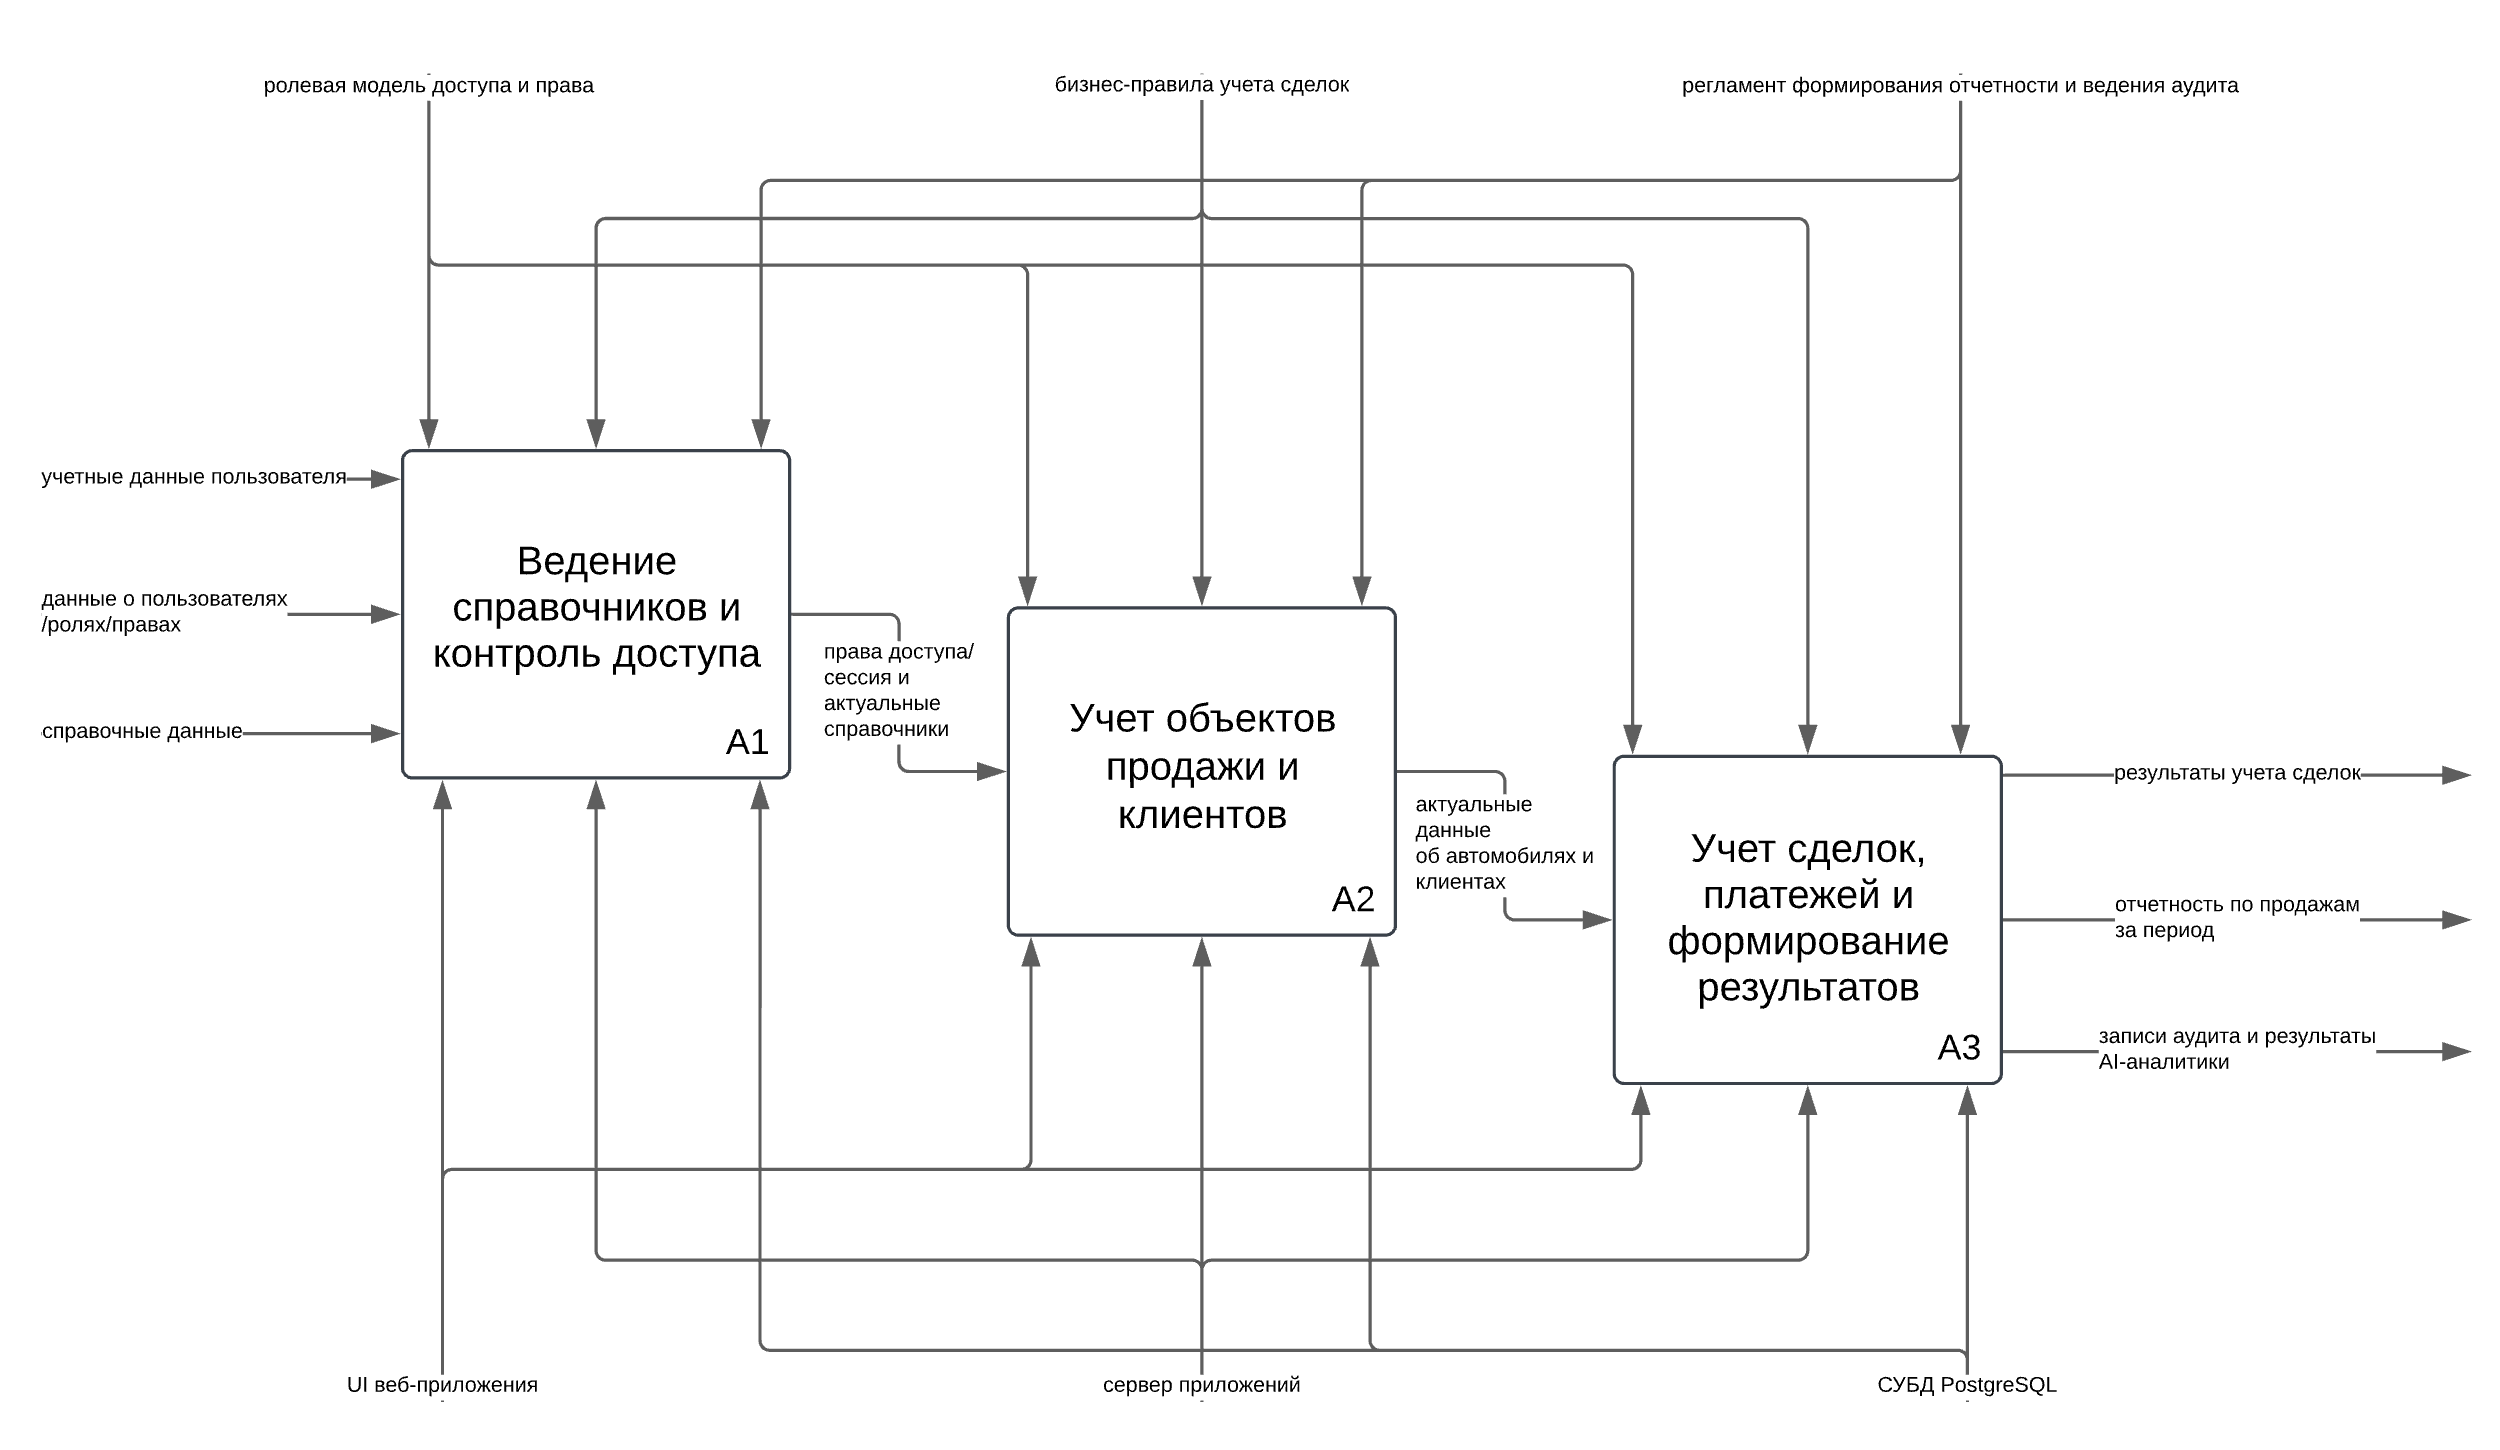 ролевая модель доступа и права
бизнес-правила учета сделок
регламент формирования отчетности и ведения аудита
учетные данные пользователя
данные о пользователях
/ролях/правах
справочные данные
Ведение
справочников и
контроль доступа
A1
права доступа/
сессия и
актуальные
справочники
Учет объектов
продажи и
клиентов
A2
актуальные
данные
об автомобилях и
клиентах
Учет сделок,
платежей и
формирование
результатов
A3
результаты учета сделок
отчетность по продажам
за период
записи аудита и результаты
AI-аналитики
UI веб-приложения
сервер приложений
СУБД PostgreSQL